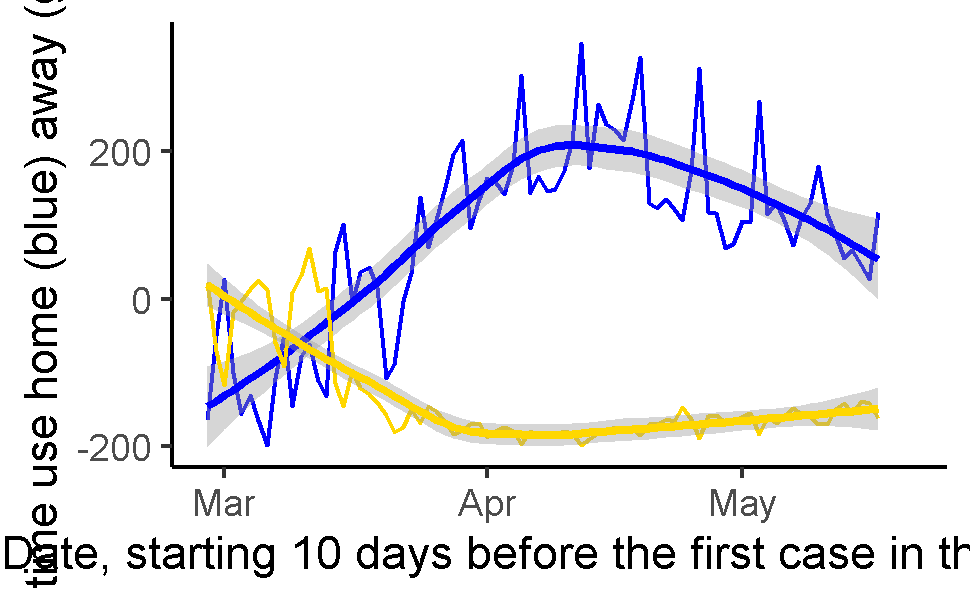 time use home (blue) away (
200
0
-200
Mar Apr May
Date, starting 10 days before the first case in th